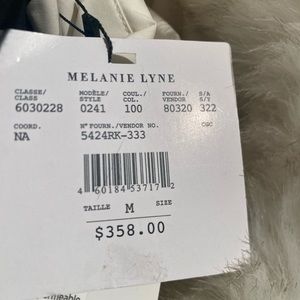 MELANIE LYNE
CLASSE/ MODÈLE/ COUL./ FOURN./ S/A
CLASS STYLE COL. VENDOR S/Y
6030228 0241 100 80320 322
COORD. Nº FOURN./VENDOR NO.
NA 5424RK-333
4 60184 53717 2
TAILLE M SIZE
$358.00